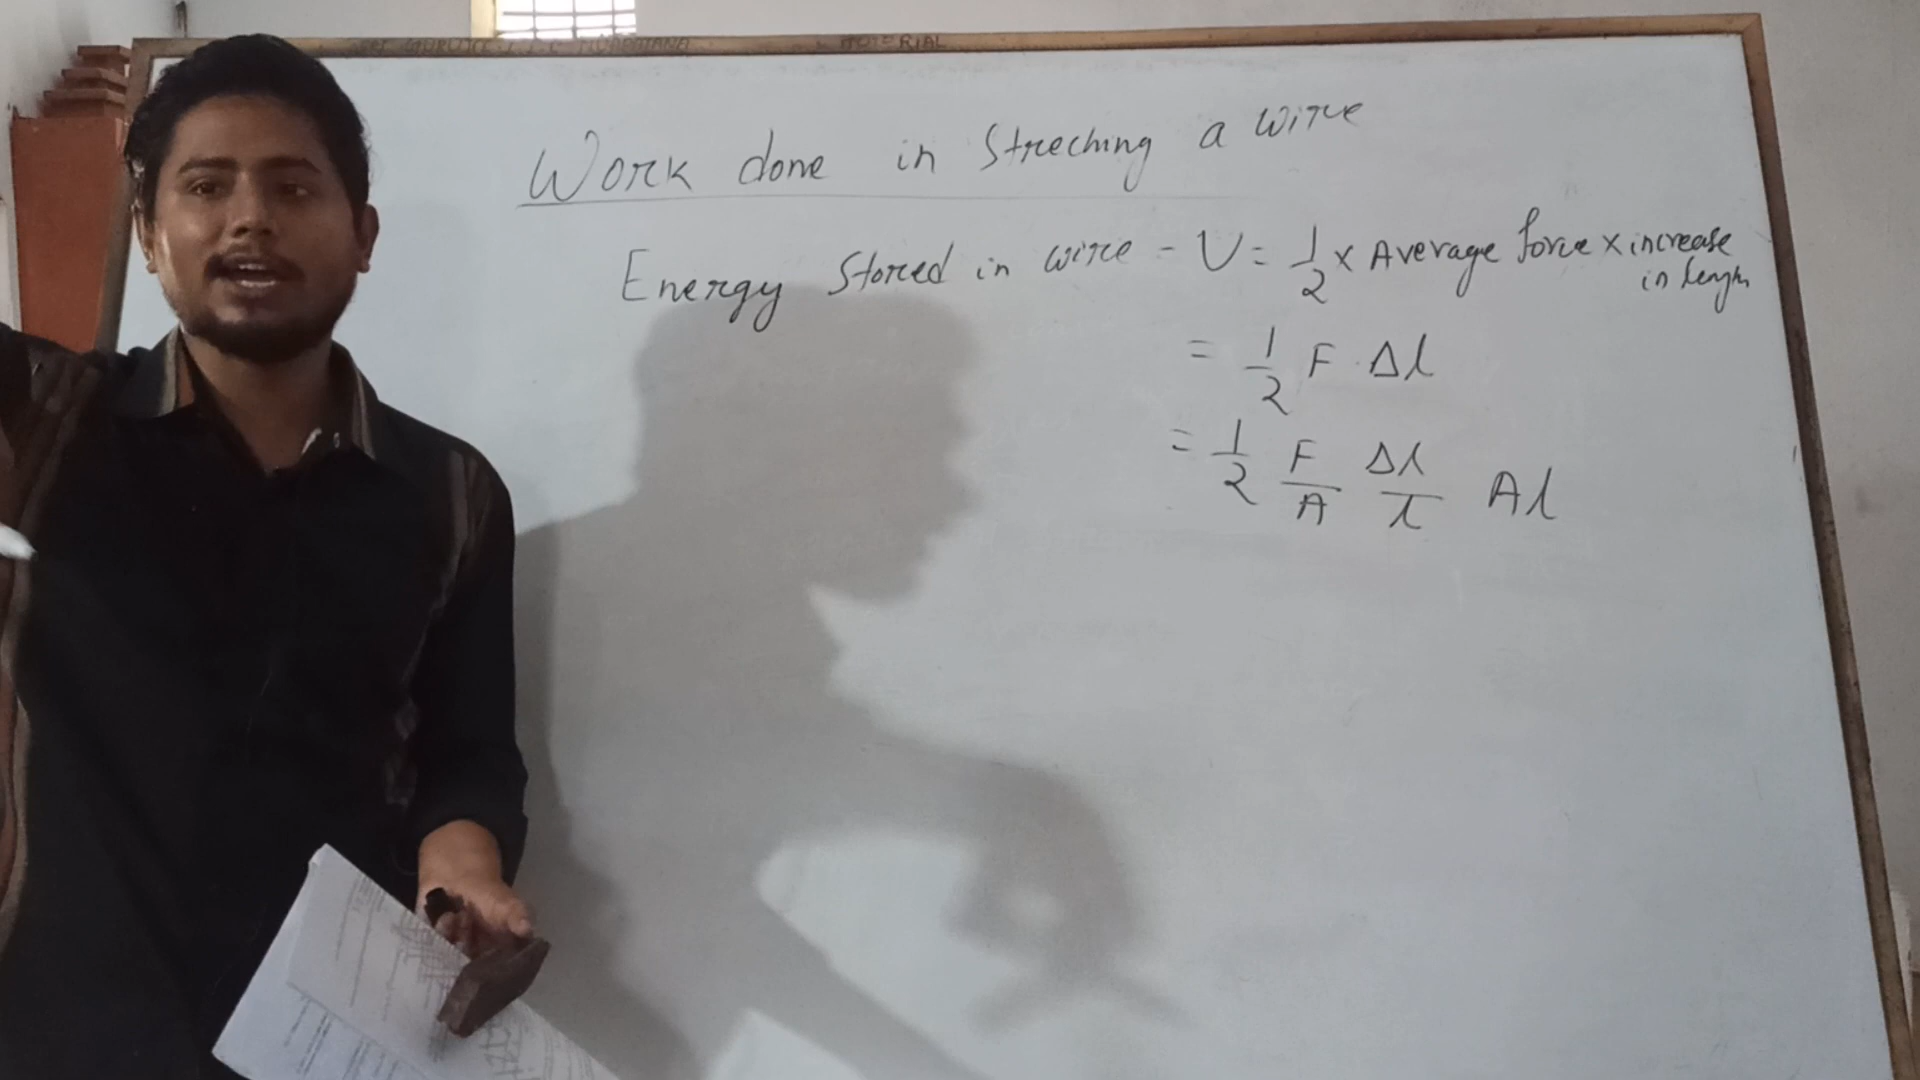 Work done in Streching a wire
Energy Stored in wire - U = 1/2 × Average force × increase
in length
= 1/2 F · Δl
= 1/2 F/A Δl/l Al